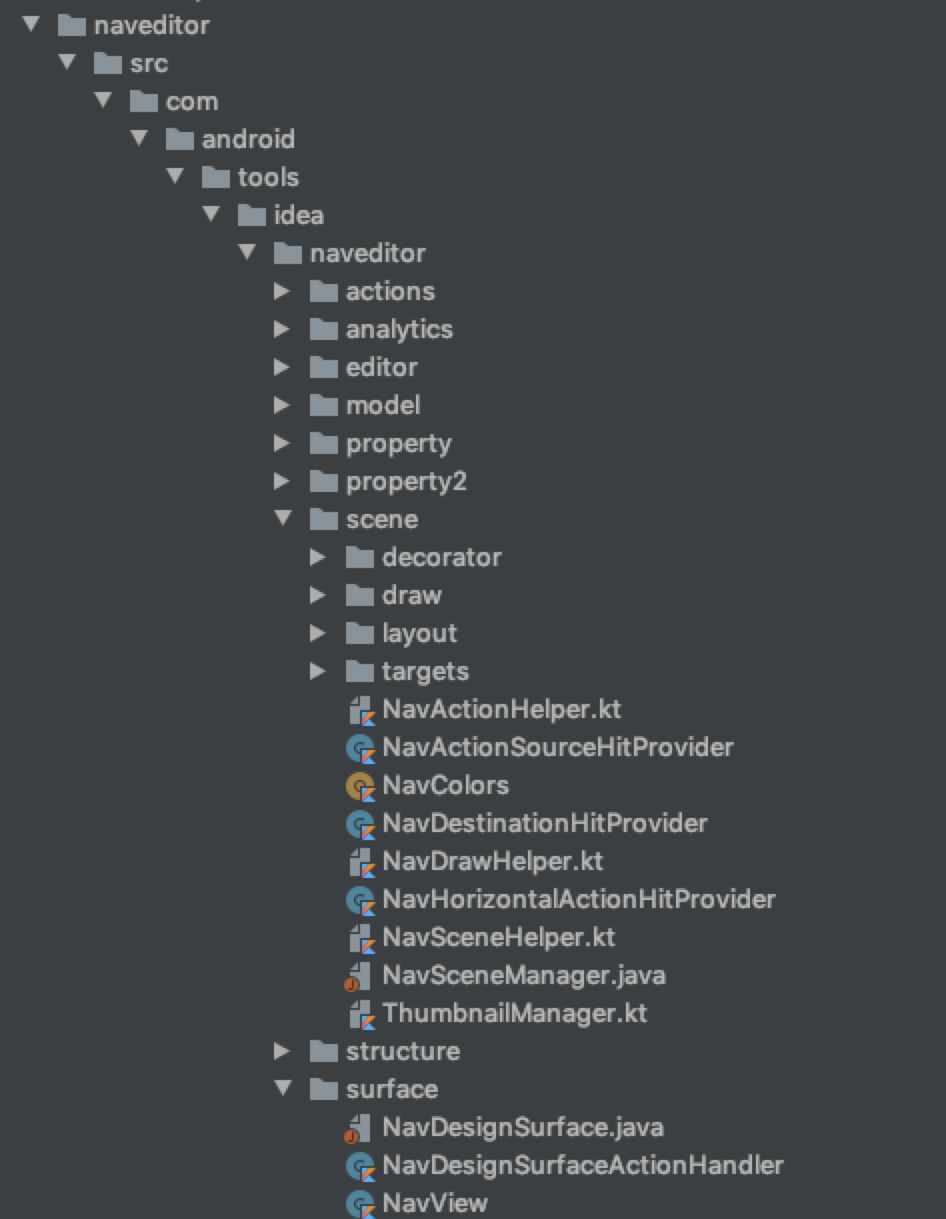 naveditor
src
com
android
tools
idea
naveditor
actions
analytics
editor
model
property
property2
scene
decorator
draw
layout
targets
NavActionHelper.kt
NavActionSourceHitProvider
NavColors
NavDestinationHitProvider
NavDrawHelper.kt
NavHorizontalActionHitProvider
NavSceneHelper.kt
NavSceneManager.java
ThumbnailManager.kt
structure
surface
NavDesignSurface.java
NavDesignSurfaceActionHandler
NavView